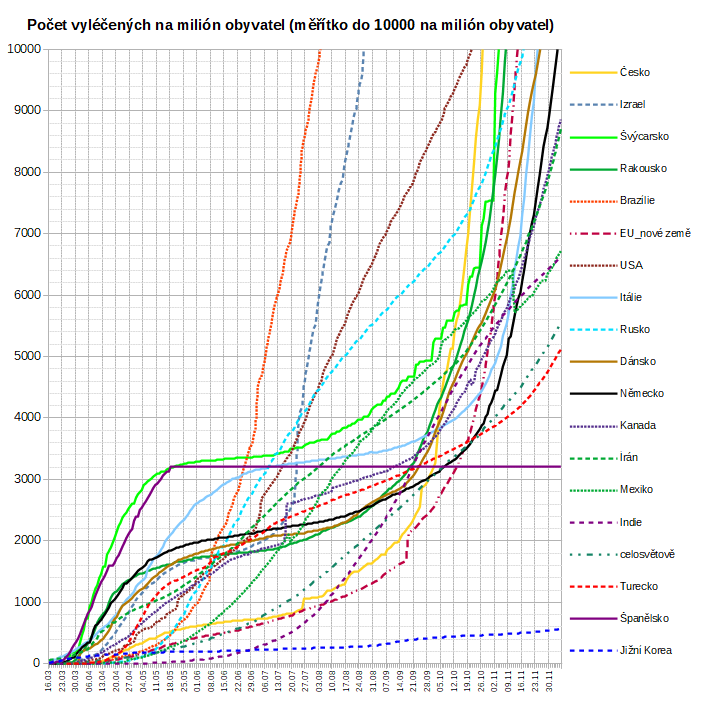 Počet vyléčených na milión obyvatel (měřítko do 10000 na milión obyvatel)
10000
9000
8000
7000
6000
5000
4000
3000
2000
1000
0
16.03
23.03
30.03
06.04
13.04
20.04
27.04
04.05
11.05
18.05
25.05
01.06
08.06
15.06
22.06
29.06
06.07
13.07
20.07
27.07
03.08
10.08
17.08
24.08
31.08
07.09
14.09
21.09
28.09
05.10
12.10
19.10
26.10
02.11
09.11
16.11
23.11
30.11
Česko
Izrael
Švýcarsko
Rakousko
Brazílie
EU_nové země
USA
Itálie
Rusko
Dánsko
Německo
Kanada
Írán
Mexiko
Indie
celosvětově
Turecko
Španělsko
Jižní Korea